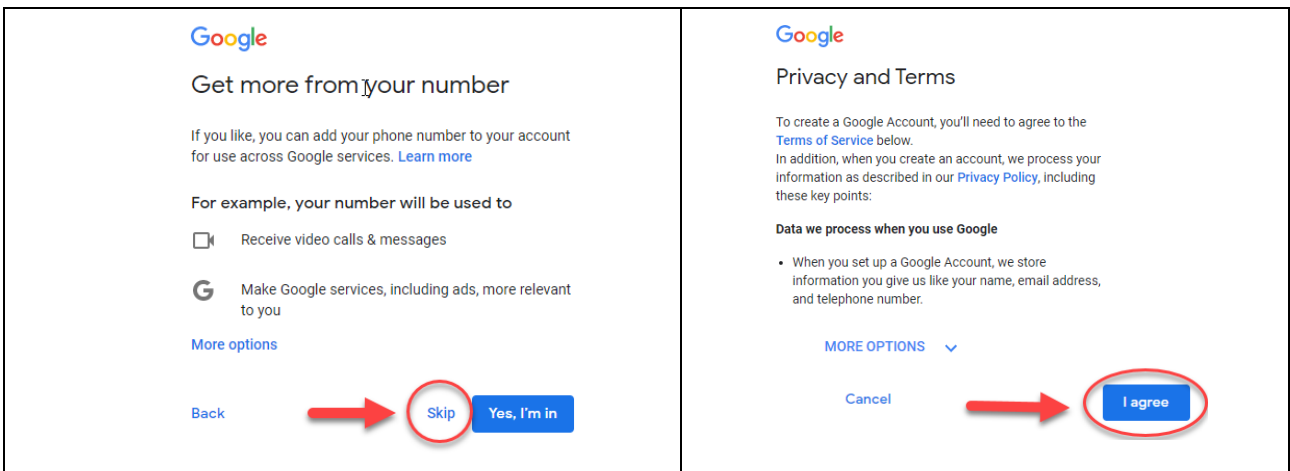 Google
Get more from your number
If you like, you can add your phone number to your account
for use across Google services. Learn more
For example, your number will be used to
Receive video calls & messages
G
Make Google services, including ads, more relevant
to you
More options
Back
Skip
Yes, I'm in
Google
Privacy and Terms
To create a Google Account, you'll need to agree to the
Terms of Service below.
In addition, when you create an account, we process your
information as described in our Privacy Policy, including
these key points:
Data we process when you use Google
• When you set up a Google Account, we store
information you give us like your name, email address,
and telephone number.
MORE OPTIONS
Cancel
I agree